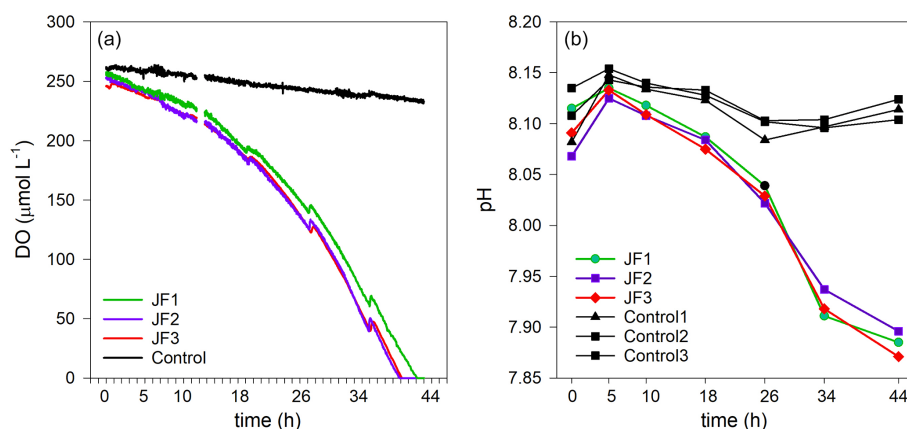 (a)
300
250
200
150
100
50
0
DO (μmol L⁻¹)
JF1
JF2
JF3
Control
0 5 10 12 18 26 34 44
time (h)
(b)
8.20
8.15
8.10
8.05
8.00
7.95
7.90
7.85
pH
JF1
JF2
JF3
Control1
Control2
Control3
0 5 10 18 26 34 44
time (h)